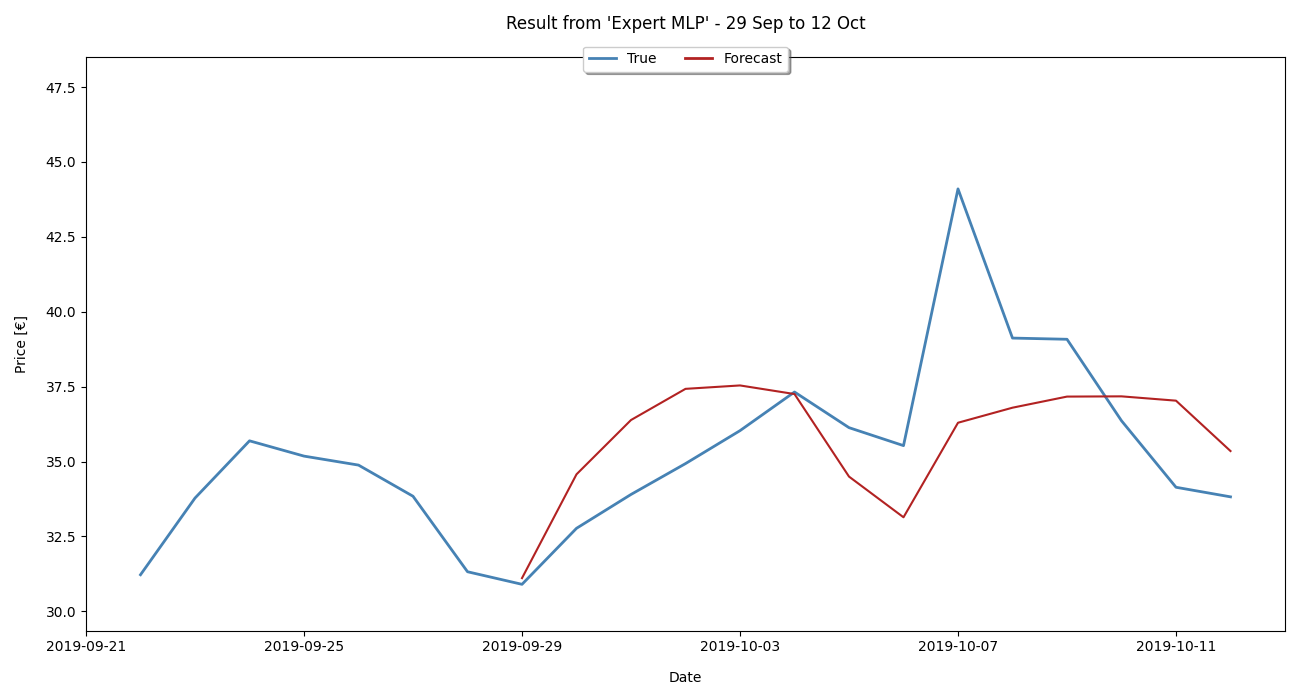 Result from 'Expert MLP' - 29 Sep to 12 Oct
True
Forecast
47.5
45.0
42.5
40.0
37.5
35.0
32.5
30.0
Price [€]
2019-09-21
2019-09-25
2019-09-29
2019-10-03
2019-10-07
2019-10-11
Date